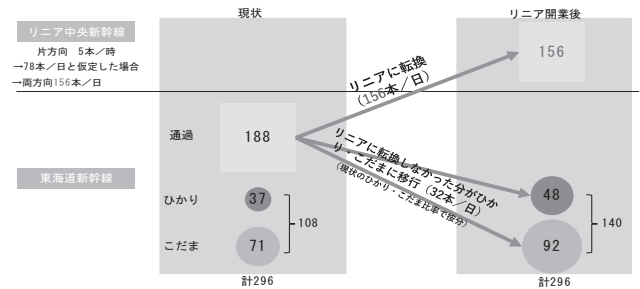 現状
リニア開業後
リニア中央新幹線
片方向 5本／時
→78本／日と仮定した場合
→両方向156本／日
156
リニアに転換
（156本／日）
通過
188
リニアに転換しなかった分がひか
り・こだまに移行（32本／日）
（現状のひかり・こだま比率で按分）
東海道新幹線
ひかり
37
108
こだま
71
48
140
92
計296
計296